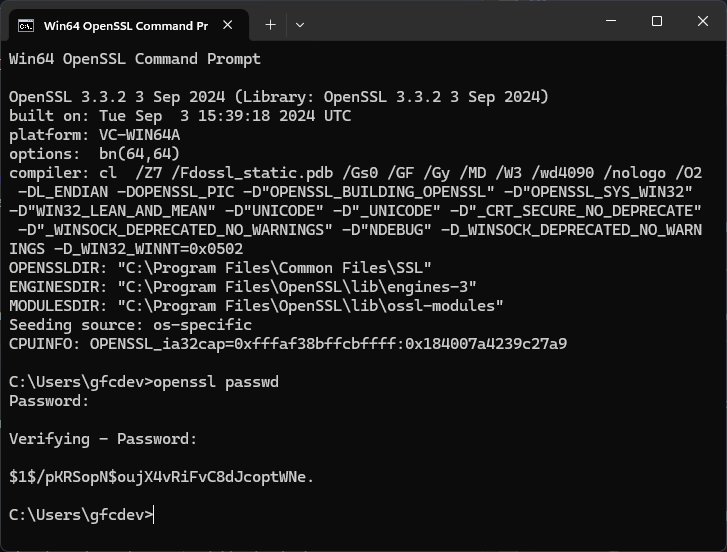 Win64 OpenSSL Command Pr
Win64 OpenSSL Command Prompt
OpenSSL 3.3.2 3 Sep 2024 (Library: OpenSSL 3.3.2 3 Sep 2024)
built on: Tue Sep  3 15:39:18 2024 UTC
platform: VC-WIN64A
options:  bn(64,64)
compiler: cl  /Z7 /Fdossl_static.pdb /Gs0 /GF /Gy /MD /W3 /wd4090 /nologo /O2
 -DL_ENDIAN -DOPENSSL_PIC -D"OPENSSL_BUILDING_OPENSSL" -D"OPENSSL_SYS_WIN32"
-D"WIN32_LEAN_AND_MEAN" -D"UNICODE" -D"_UNICODE" -D"_CRT_SECURE_NO_DEPRECATE"
 -D"_WINSOCK_DEPRECATED_NO_WARNINGS" -D"NDEBUG" -D_WINSOCK_DEPRECATED_NO_WARN
INGS -D_WIN32_WINNT=0x0502
OPENSSLDIR: "C:\Program Files\Common Files\SSL"
ENGINESDIR: "C:\Program Files\OpenSSL\lib\engines-3"
MODULESDIR: "C:\Program Files\OpenSSL\lib\ossl-modules"
Seeding source: os-specific
CPUINFO: OPENSSL_ia32cap=0xfffaf38bffcbffff:0x184007a4239c27a9
C:\Users\gfcdev>openssl passwd
Password:
Verifying - Password:
$1$/pKRSopN$oujX4vRiFvC8dJcoptWNe.
C:\Users\gfcdev>